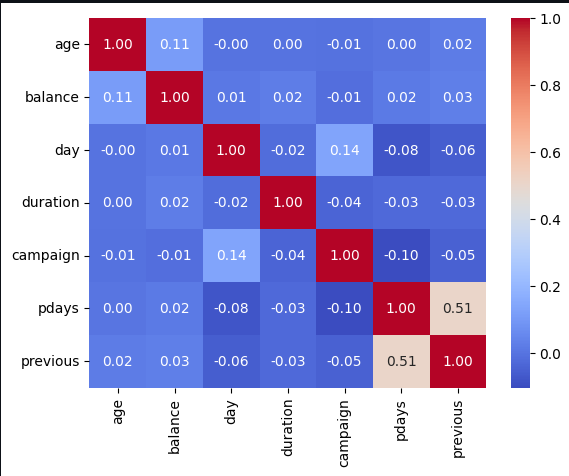 age 1.00 0.11 -0.00 0.00 -0.01 0.00 0.02
balance 0.11 1.00 0.01 0.02 -0.01 0.02 0.03
day -0.00 0.01 1.00 -0.02 0.14 -0.08 -0.06
duration 0.00 0.02 -0.02 1.00 -0.04 -0.03 -0.03
campaign -0.01 -0.01 0.14 -0.04 1.00 -0.10 -0.05
pdays 0.00 0.02 -0.08 -0.03 -0.10 1.00 0.51
previous 0.02 0.03 -0.06 -0.03 -0.05 0.51 1.00
age balance day duration campaign pdays previous
1.0
0.8
0.6
0.4
0.2
0.0